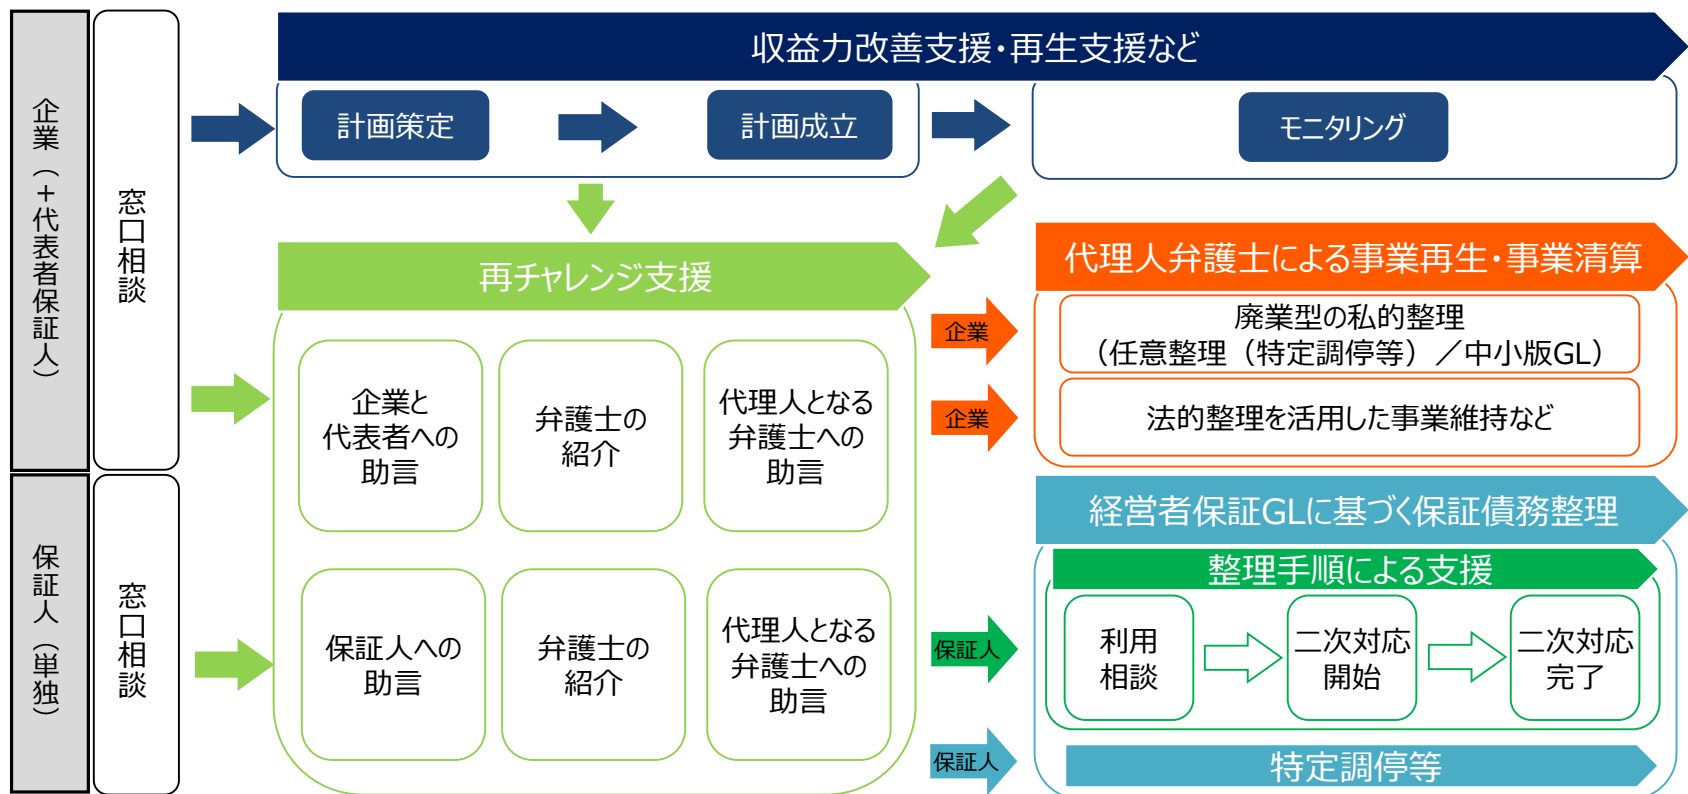 企業（＋代表者保証人）
窓口相談
収益力改善支援・再生支援など
計画策定
計画成立
モニタリング
再チャレンジ支援
企業と
代表者への
助言
弁護士の
紹介
代理人となる
弁護士への
助言
企業
企業
代理人弁護士による事業再生・事業清算
廃業型の私的整理
（任意整理（特定調停等）／中小版GL）
法的整理を活用した事業維持など
保証人（単独）
窓口相談
保証人への
助言
弁護士の
紹介
代理人となる
弁護士への
助言
保証人
保証人
経営者保証GLに基づく保証債務整理
整理手順による支援
利用
相談
二次対応
開始
二次対応
完了
特定調停等